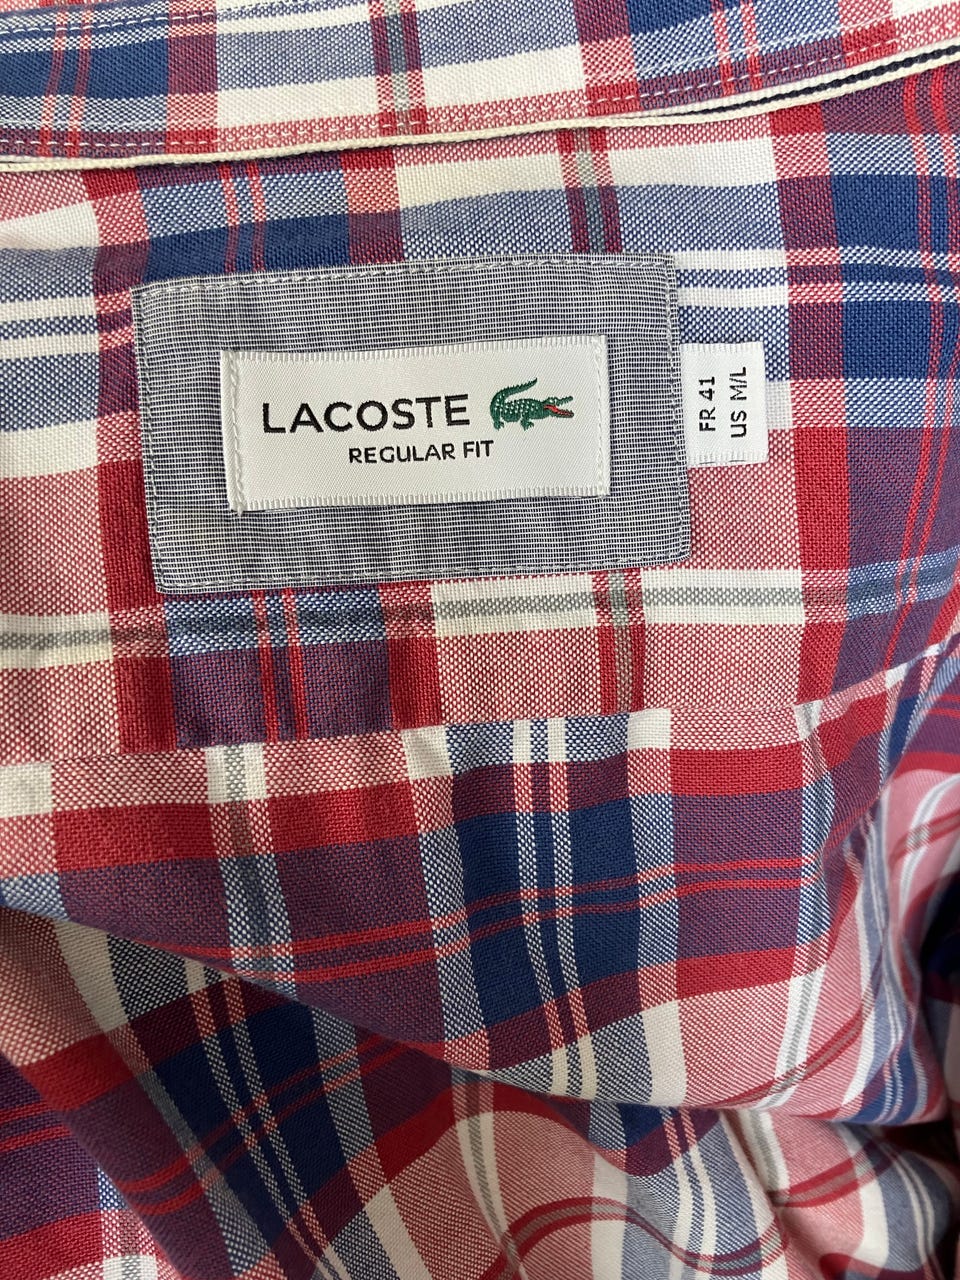 LACOSTE
REGULAR FIT
FR 41
US M/L